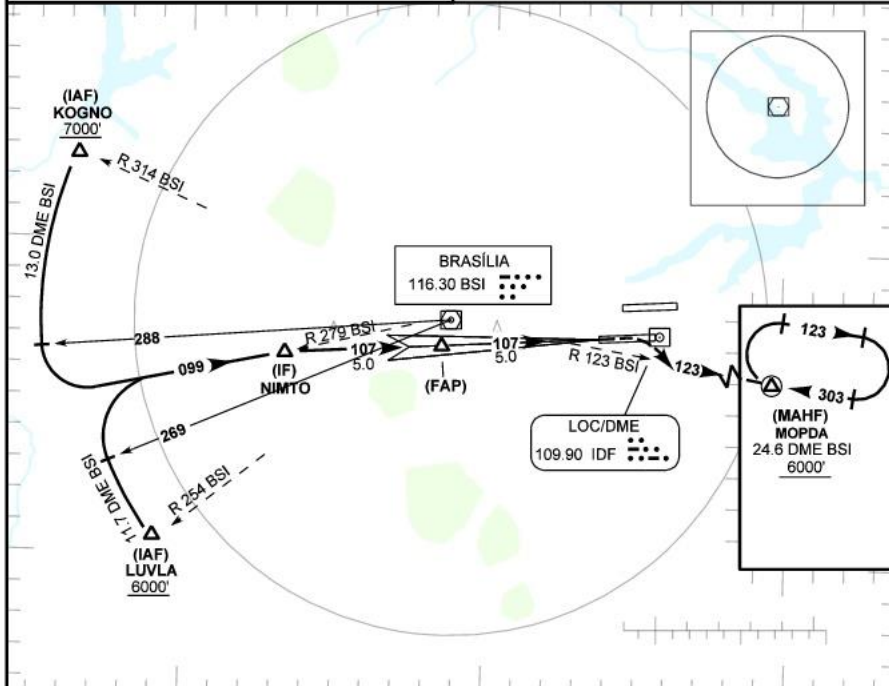 (IAF)
KOGNO
7000'
R 314 BSI
13.0 DME BSI
BRASÍLIA
116.30 BSI
288
R 279 BSI
099
(IF)
NIMTO
107
5.0
(FAP)
107
5.0
R 123 BSI
123
269
LOC/DME
109.90 IDF
11.7 DME BSI
R 254 BSI
(IAF)
LUVLA
6000'
123
303
(MAHF)
MOPDA
24.6 DME BSI
6000'